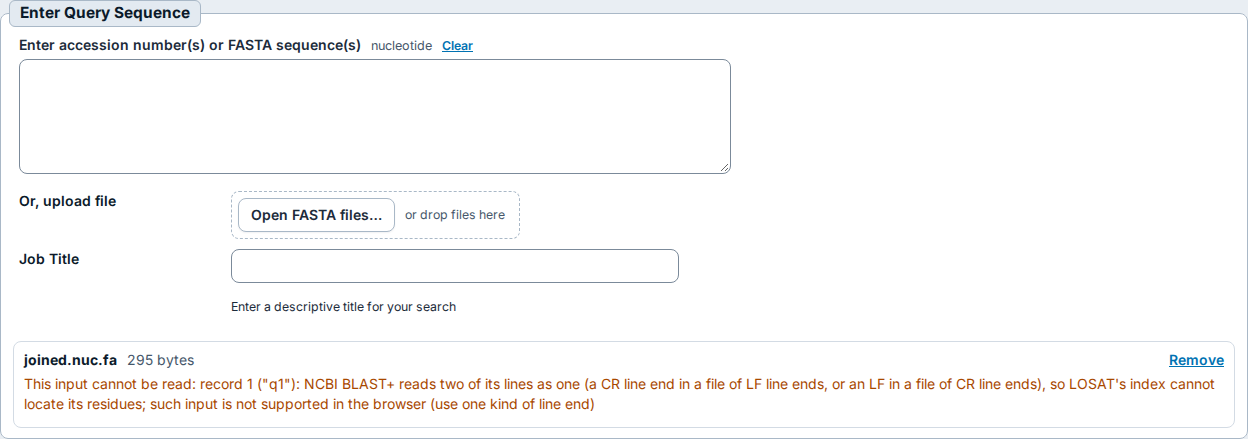 Enter Query Sequence
Enter accession number(s) or FASTA sequence(s) nucleotide Clear
Or, upload file
Open FASTA files... or drop files here
Job Title
Enter a descriptive title for your search
joined.nuc.fa 295 bytes Remove
This input cannot be read: record 1 ("q1"): NCBI BLAST+ reads two of its lines as one (a CR line end in a file of LF line ends, or an LF in a file of CR line ends), so LOSAT's index cannot
locate its residues; such input is not supported in the browser (use one kind of line end)